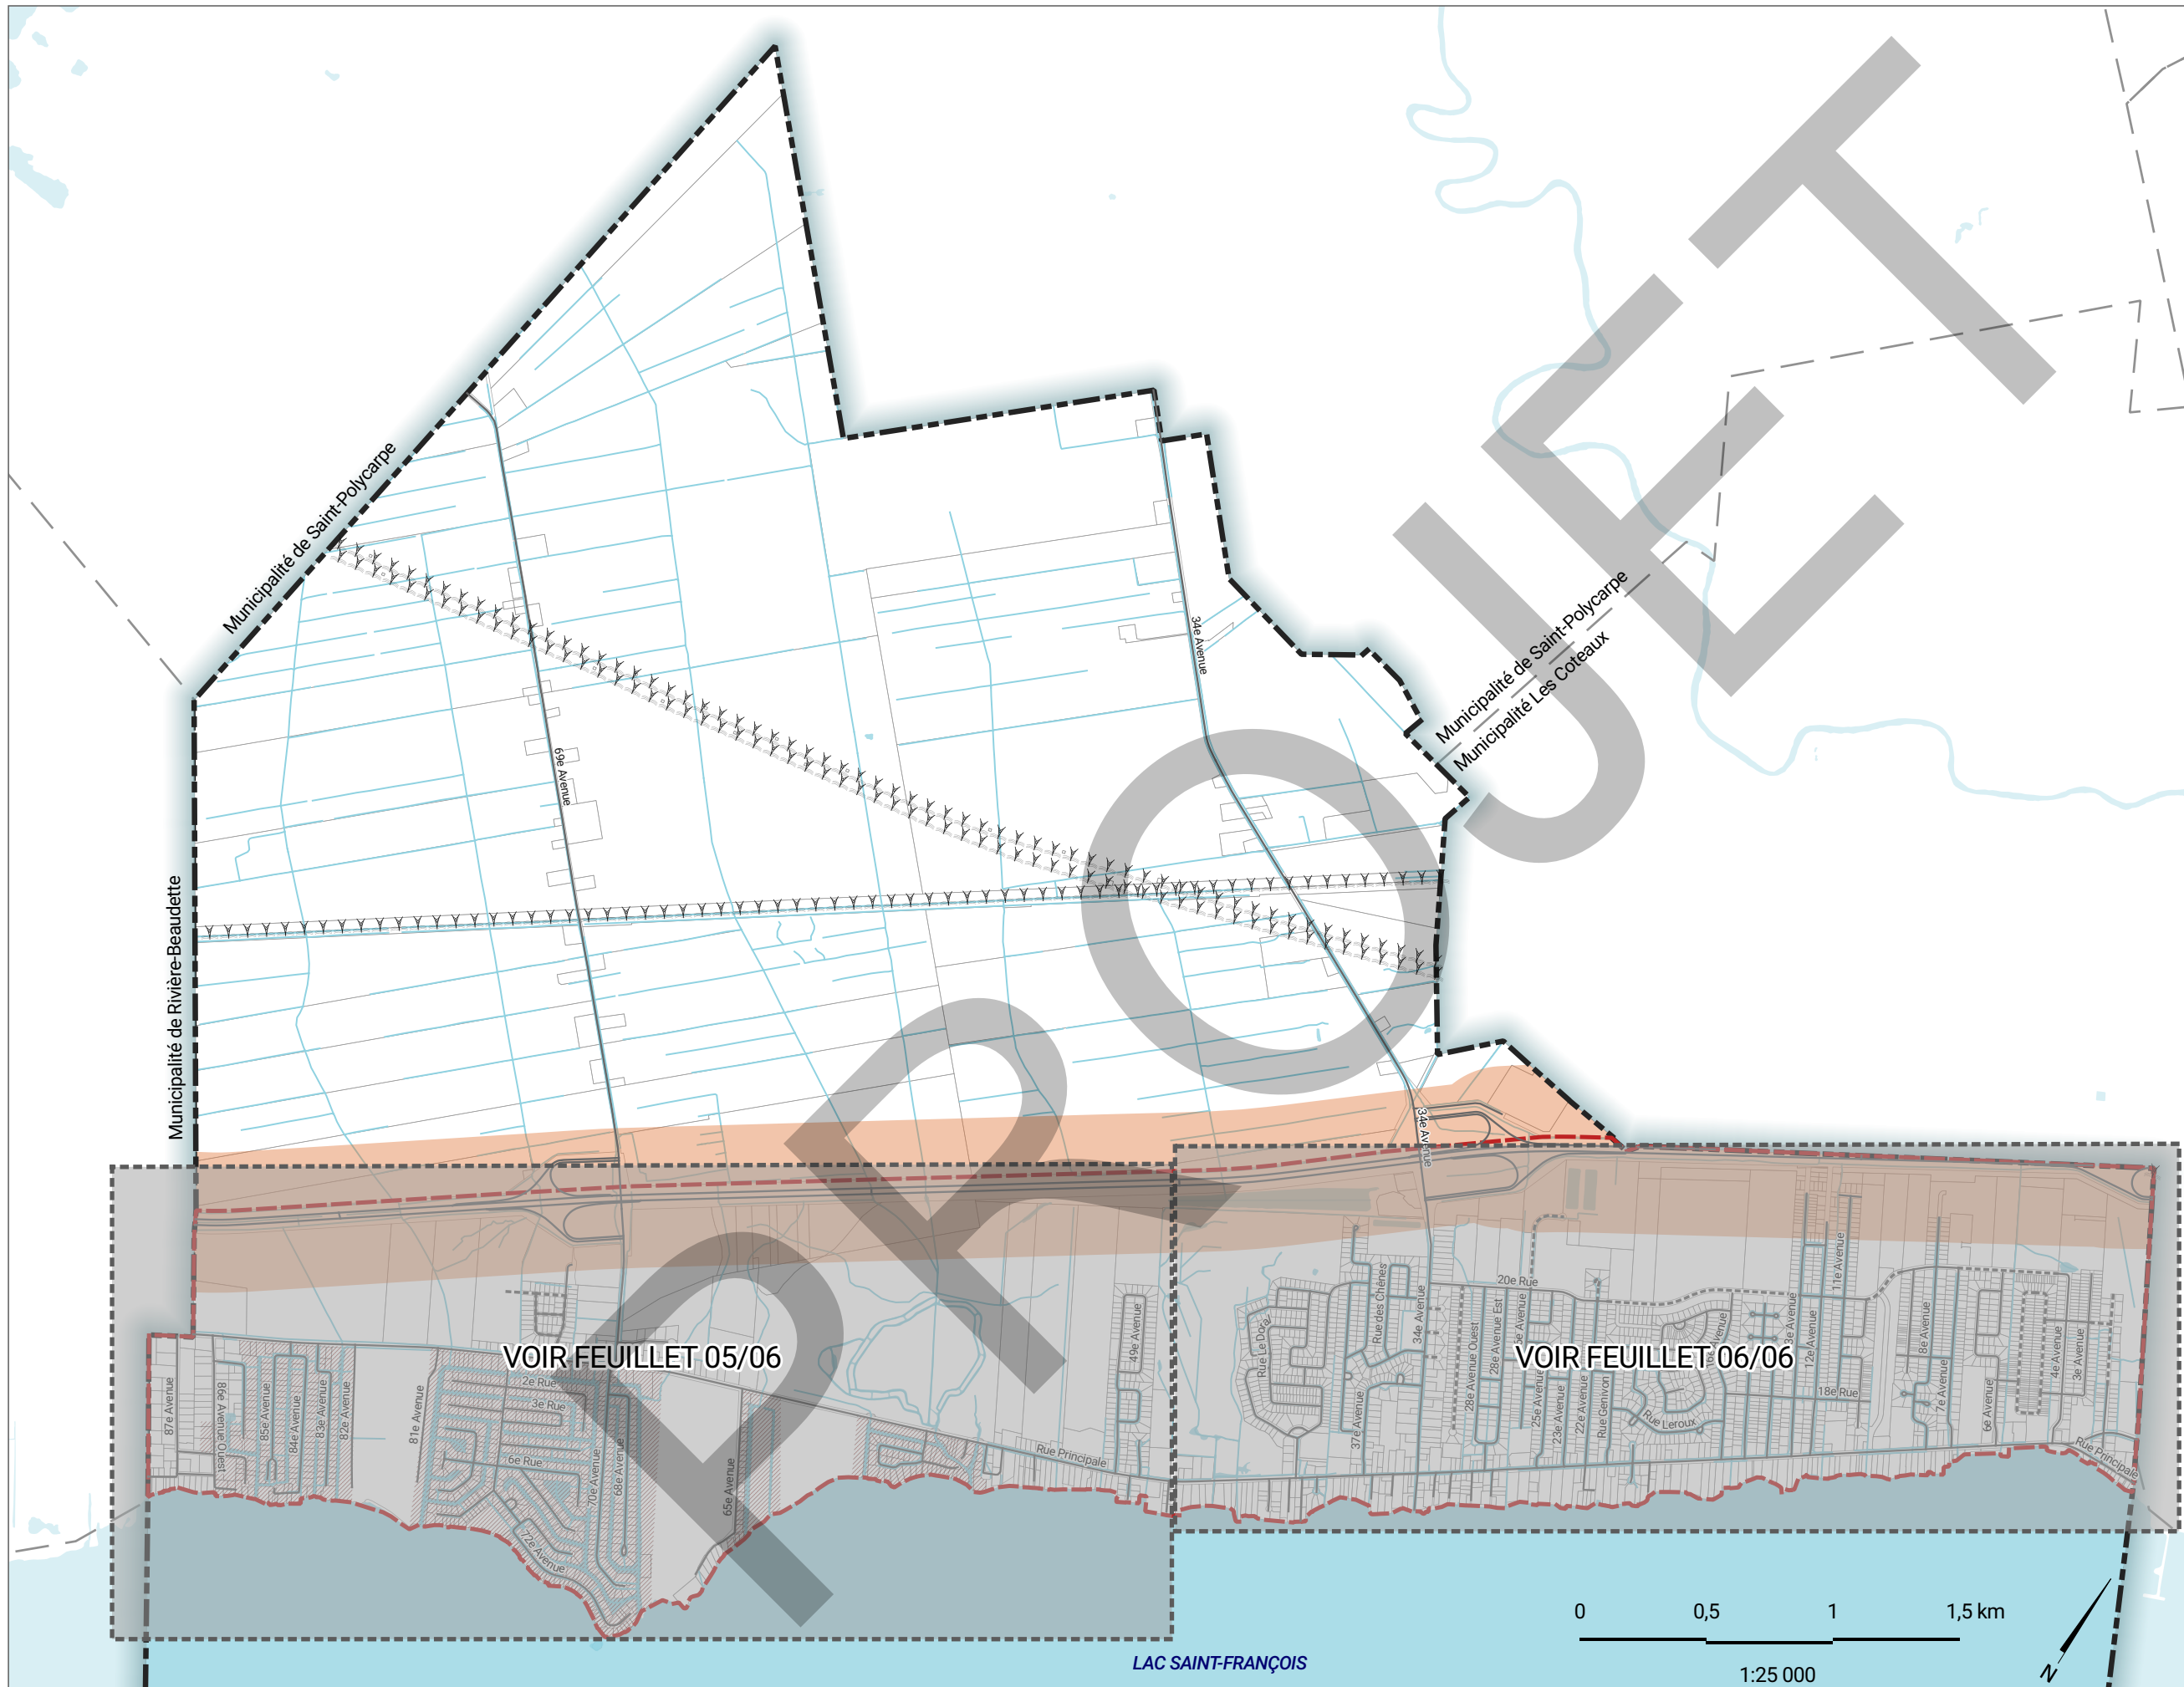 PROJET
Municipalité de Saint-Polycarpe
34e Avenue
Municipalité de Saint-Polycarpe
Municipalité Les Coteaux
69e Avenue
Municipalité de Rivière-Beaudette
34e Avenue
VOIR FEUILLET 05/06
VOIR FEUILLET 06/06
87e Avenue
86e Avenue Ouest
85e Avenue
84e Avenue
83e Avenue
82e Avenue
81e Avenue
2e Rue
3e Rue
6e Rue
72e Avenue
70e Avenue
68e Avenue
65e Avenue
Rue Principale
49e Avenue
Rue Le Doral
37e Avenue
Rue des Chênes
34e Avenue
20e Rue
28e Avenue Ouest
28e Avenue Est
25e Avenue
23e Avenue
22e Avenue
Rue Genivon
Rue Leroux
16e Avenue
12e Avenue
11e Avenue
18e Rue
8e Avenue
7e Avenue
6e Avenue
4e Avenue
3e Avenue
Rue Principale
LAC SAINT-FRANÇOIS
0 0,5 1 1,5 km
1:25 000
N